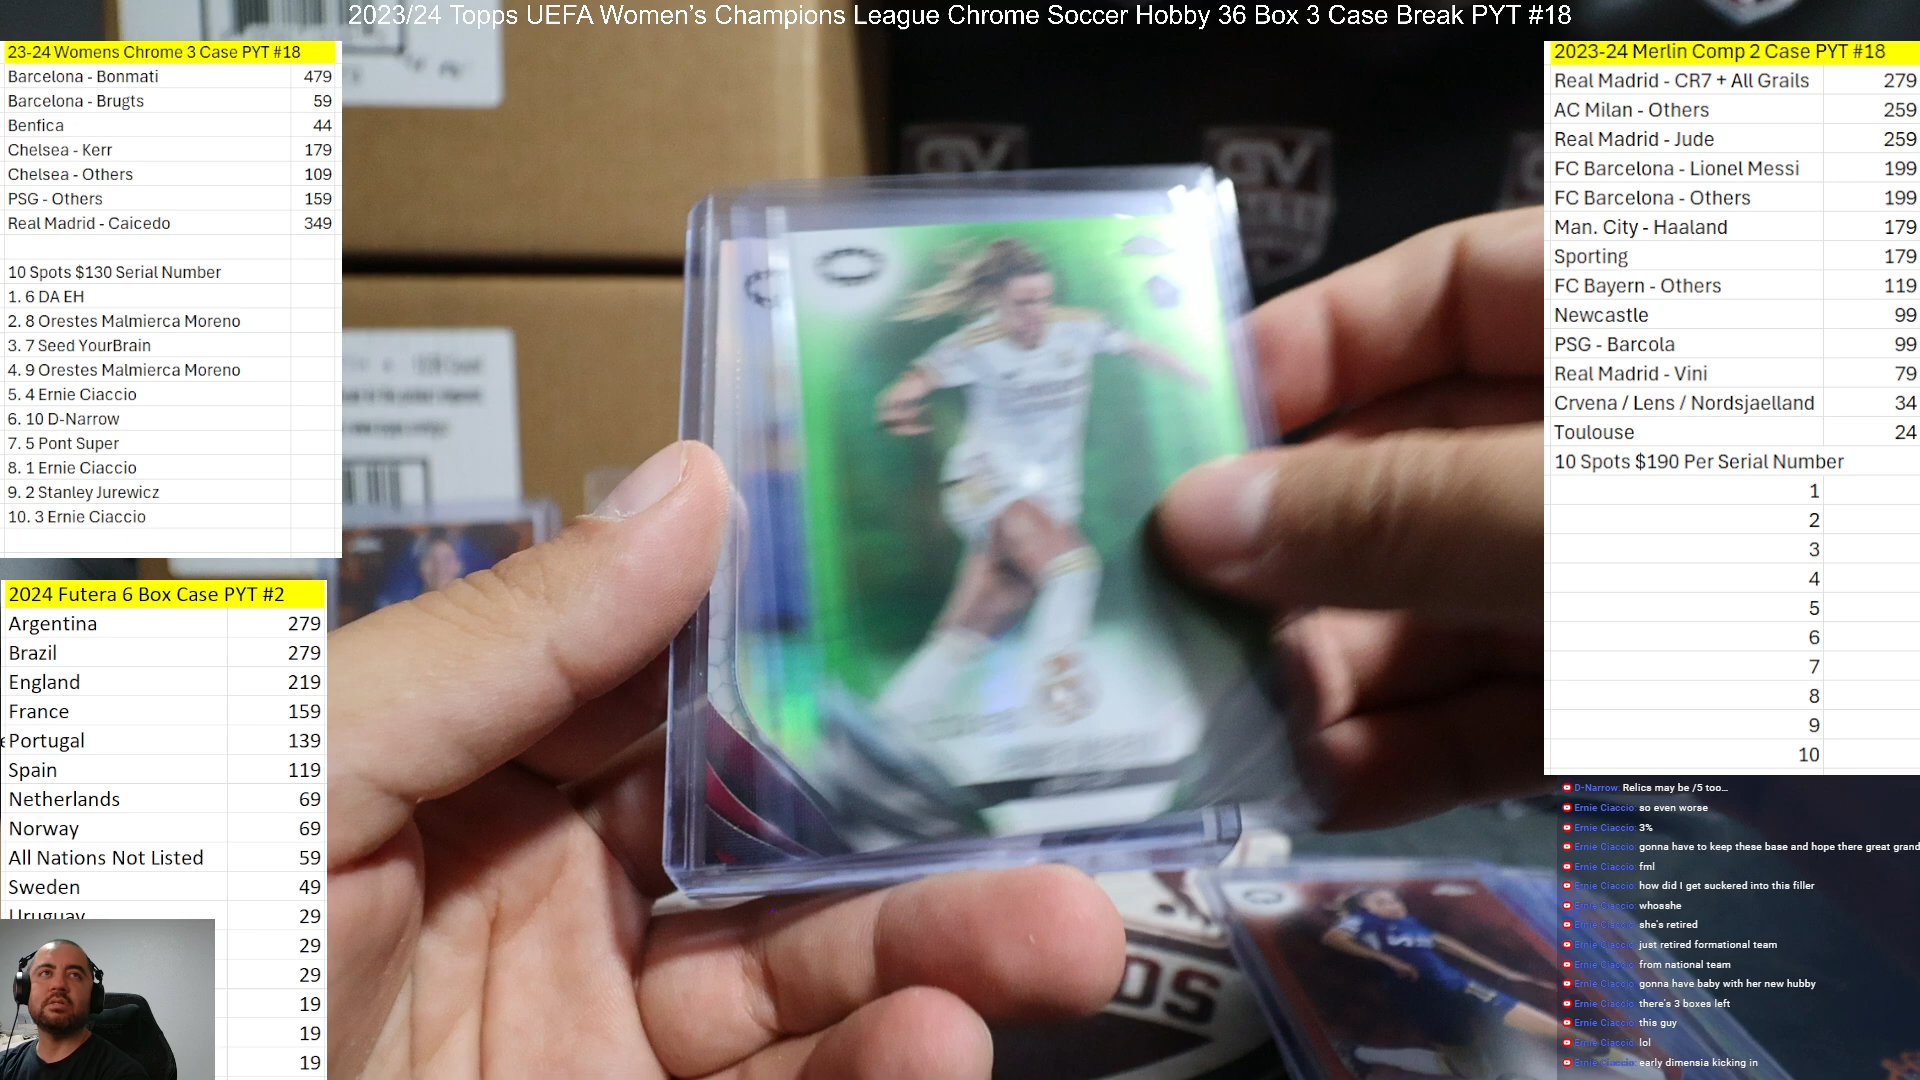 2023/24 Topps UEFA Women's Champions League Chrome Soccer Hobby 36 Box 3 Case Break PYT #18
23-24 Womens Chrome 3 Case PYT #18
Barcelona - Bonmati 479
Barcelona - Brugts 59
Benfica 44
Chelsea - Kerr 179
Chelsea - Others 109
PSG - Others 159
Real Madrid - Caicedo 349
10 Spots $130 Serial Number
1. 6 DA EH
2. 8 Orestes Malmierca Moreno
3. 7 Seed YourBrain
4. 9 Orestes Malmierca Moreno
5. 4 Ernie Ciaccio
6. 10 D-Narrow
7. 5 Pont Super
8. 1 Ernie Ciaccio
9. 2 Stanley Jurewicz
10. 3 Ernie Ciaccio
2024 Futera 6 Box Case PYT #2
Argentina 279
Brazil 279
England 219
France 159
Portugal 139
Spain 119
Netherlands 69
Norway 69
All Nations Not Listed 59
Sweden 49
Uruguay 29
29
29
19
19
19
2023-24 Merlin Comp 2 Case PYT #18
Real Madrid - CR7 + All Grails 279
AC Milan - Others 259
Real Madrid - Jude 259
FC Barcelona - Lionel Messi 199
FC Barcelona - Others 199
Man. City - Haaland 179
Sporting 179
FC Bayern - Others 119
Newcastle 99
PSG - Barcola 99
Real Madrid - Vini 79
Crvena / Lens / Nordsjaelland 34
Toulouse 24
10 Spots $190 Per Serial Number
1
2
3
4
5
6
7
8
9
10
D-Narrow: Relics may be /5 too...
Ernie Ciaccio: so even worse
Ernie Ciaccio: 3%
Ernie Ciaccio: gonna have to keep these base and hope there great grand
Ernie Ciaccio: fml
Ernie Ciaccio: how did I get suckered into this filler
Ernie Ciaccio: whosshe
Ernie Ciaccio: she's retired
Ernie Ciaccio: just retired formational team
Ernie Ciaccio: from national team
Ernie Ciaccio: gonna have baby with her new hubby
Ernie Ciaccio: there's 3 boxes left
Ernie Ciaccio: this guy
Ernie Ciaccio: lol
Ernie Ciaccio: early dimensia kicking in